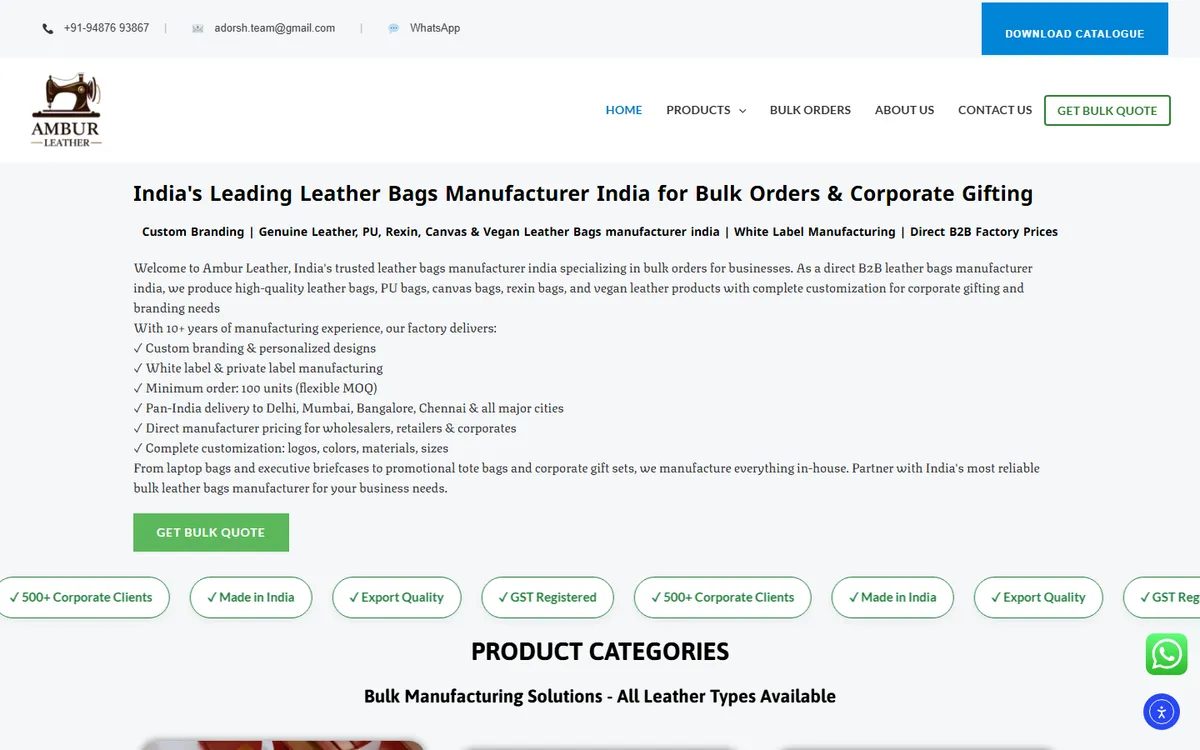 +91-94876 93867 | adorsh.team@gmail.com | WhatsApp
DOWNLOAD CATALOGUE
AMBUR
LEATHER
HOME PRODUCTS BULK ORDERS ABOUT US CONTACT US GET BULK QUOTE
India's Leading Leather Bags Manufacturer India for Bulk Orders & Corporate Gifting
Custom Branding | Genuine Leather, PU, Rexin, Canvas & Vegan Leather Bags manufacturer india | White Label Manufacturing | Direct B2B Factory Prices
Welcome to Ambur Leather, India's trusted leather bags manufacturer india specializing in bulk orders for businesses. As a direct B2B leather bags manufacturer
india, we produce high-quality leather bags, PU bags, canvas bags, rexin bags, and vegan leather products with complete customization for corporate gifting and
branding needs
With 10+ years of manufacturing experience, our factory delivers:
✓ Custom branding & personalized designs
✓ White label & private label manufacturing
✓ Minimum order: 100 units (flexible MOQ)
✓ Pan-India delivery to Delhi, Mumbai, Bangalore, Chennai & all major cities
✓ Direct manufacturer pricing for wholesalers, retailers & corporates
✓ Complete customization: logos, colors, materials, sizes
From laptop bags and executive briefcases to promotional tote bags and corporate gift sets, we manufacture everything in-house. Partner with India's most reliable
bulk leather bags manufacturer for your business needs.
GET BULK QUOTE
✓ 500+ Corporate Clients ✓ Made in India ✓ Export Quality ✓ GST Registered ✓ 500+ Corporate Clients ✓ Made in India ✓ Export Quality ✓ GST Reg
PRODUCT CATEGORIES
Bulk Manufacturing Solutions - All Leather Types Available